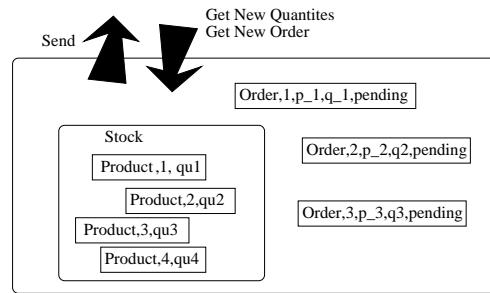 Get New Quantites
Send
Get New Order
Order,1,p_1,q_1,pending
Stock
Order,2,p_2,q2,pending
Product,1, qu1
Product,2,qu2
Order,3,p_3,q3,pending
Product,3,qu3
Product,4,qu4